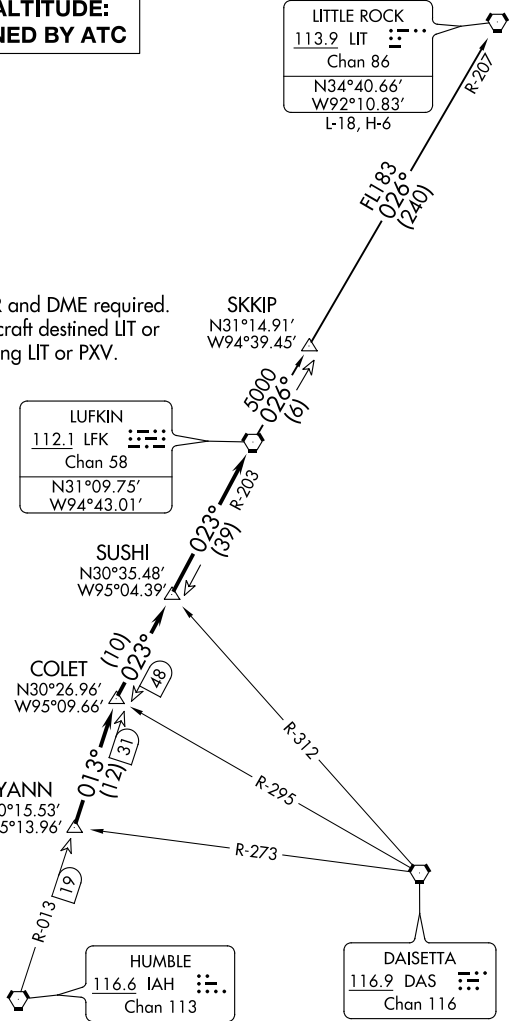 ALTITUDE:
NED BY ATC
LITTLE ROCK
113.9 LIT
Chan 86
N34°40.66'
W92°10.83'
L-18, H-6
R-207
FL183
026°
(240)
R and DME required.
craft destined LIT or
ng LIT or PXV.
SKKIP
N31°14.91'
W94°39.45'
5000
026°
(6)
LUFKIN
112.1 LFK
Chan 58
N31°09.75'
W94°43.01'
R-203
023°
(39)
SUSHI
N30°35.48'
W95°04.39'
(10)
023°
48
COLET
N30°26.96'
W95°09.66'
013°
(12)
31
R-312
R-295
R-273
YANN
0°15.53'
5°13.96'
R-013
19
HUMBLE
116.6 IAH
Chan 113
DAISETTA
116.9 DAS
Chan 116